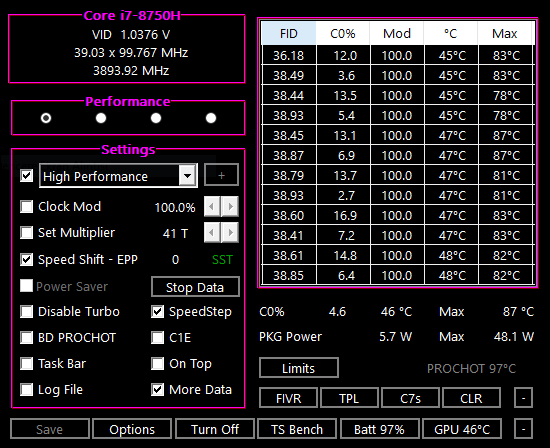 Core i7-8750H
VID 1.0376 V
39.03 x 99.767 MHz
3893.92 MHz
Performance
Settings
High Performance +
Clock Mod 100.0%
Set Multiplier 41 T
Speed Shift - EPP 0 SST
Power Saver Stop Data
Disable Turbo SpeedStep
BD PROCHOT C1E
Task Bar On Top
Log File More Data
FID C0% Mod °C Max
36.18 12.0 100.0 45°C 83°C
38.49 3.6 100.0 45°C 83°C
38.44 13.5 100.0 45°C 78°C
38.93 5.4 100.0 45°C 78°C
38.45 13.1 100.0 47°C 87°C
38.87 6.9 100.0 47°C 87°C
38.79 13.7 100.0 47°C 81°C
38.93 2.7 100.0 47°C 81°C
38.60 16.9 100.0 47°C 83°C
38.41 7.2 100.0 47°C 83°C
38.61 14.8 100.0 48°C 82°C
38.85 6.4 100.0 48°C 82°C
C0% 4.6 46 °C Max 87 °C
PKG Power 5.7 W Max 48.1 W
Limits PROCHOT 97°C
FIVR TPL C7s CLR -
Save Options Turn Off TS Bench Batt 97% GPU 46°C -